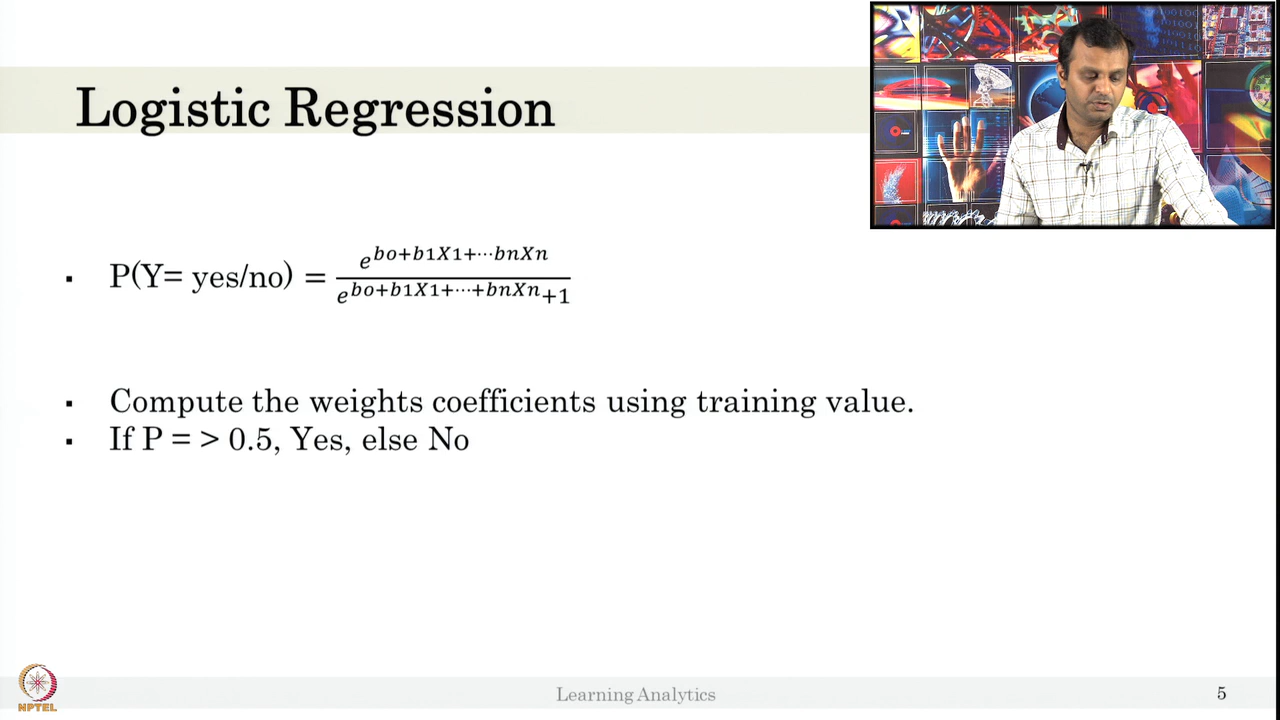 Logistic Regression
▪ P(Y= yes/no) = e^{bo+b1X1+⋯bnXn} / e^{bo+b1X1+⋯+bnXn}+1
▪ Compute the weights coefficients using training value.
▪ If P = > 0.5, Yes, else No
NPTEL
Learning Analytics
5